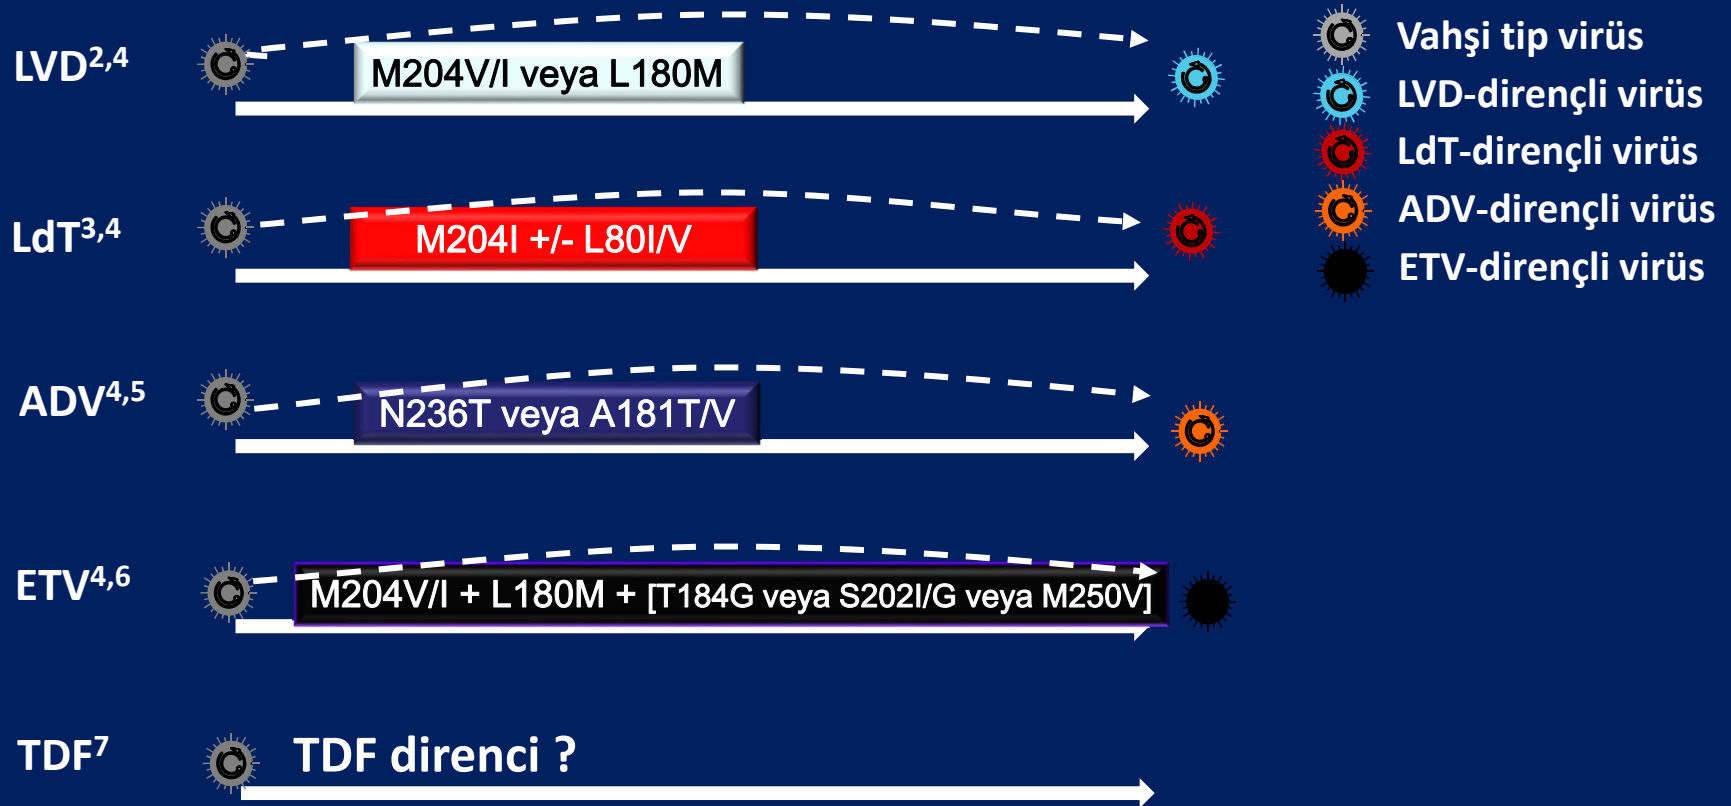 LVD2,4
M204V/I veya L180M
LdT3,4
M204I +/- L80I/V
ADV4,5
N236T veya A181T/V
ETV4,6
M204V/I + L180M + [T184G veya S202I/G veya M250V]
TDF7
TDF direnci ?
Vahşi tip virüs
LVD-dirençli virüs
LdT-dirençli virüs
ADV-dirençli virüs
ETV-dirençli virüs